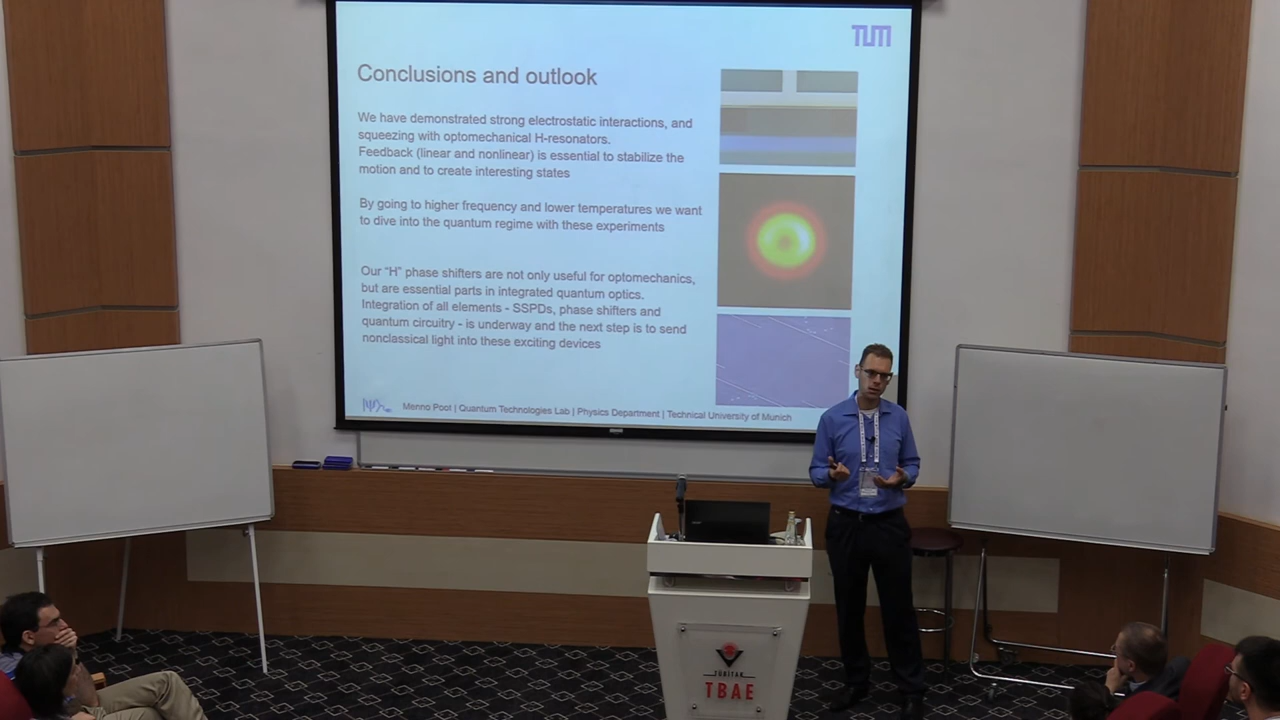 TUM
Conclusions and outlook
We have demonstrated strong electrostatic interactions, and
squeezing with optomechanical H-resonators.
Feedback (linear and nonlinear) is essential to stabilize the
motion and to create interesting states
By going to higher frequency and lower temperatures we want
to dive into the quantum regime with these experiments
Our "H" phase shifters are not only useful for optomechanics,
but are essential parts in integrated quantum optics.
Integration of all elements - SSPDs, phase shifters and
quantum circuitry - is underway and the next step is to send
nonclassical light into these exciting devices
Menno Poot | Quantum Technologies Lab | Physics Department | Technical University of Munich
TÜBİTAK
TBAE